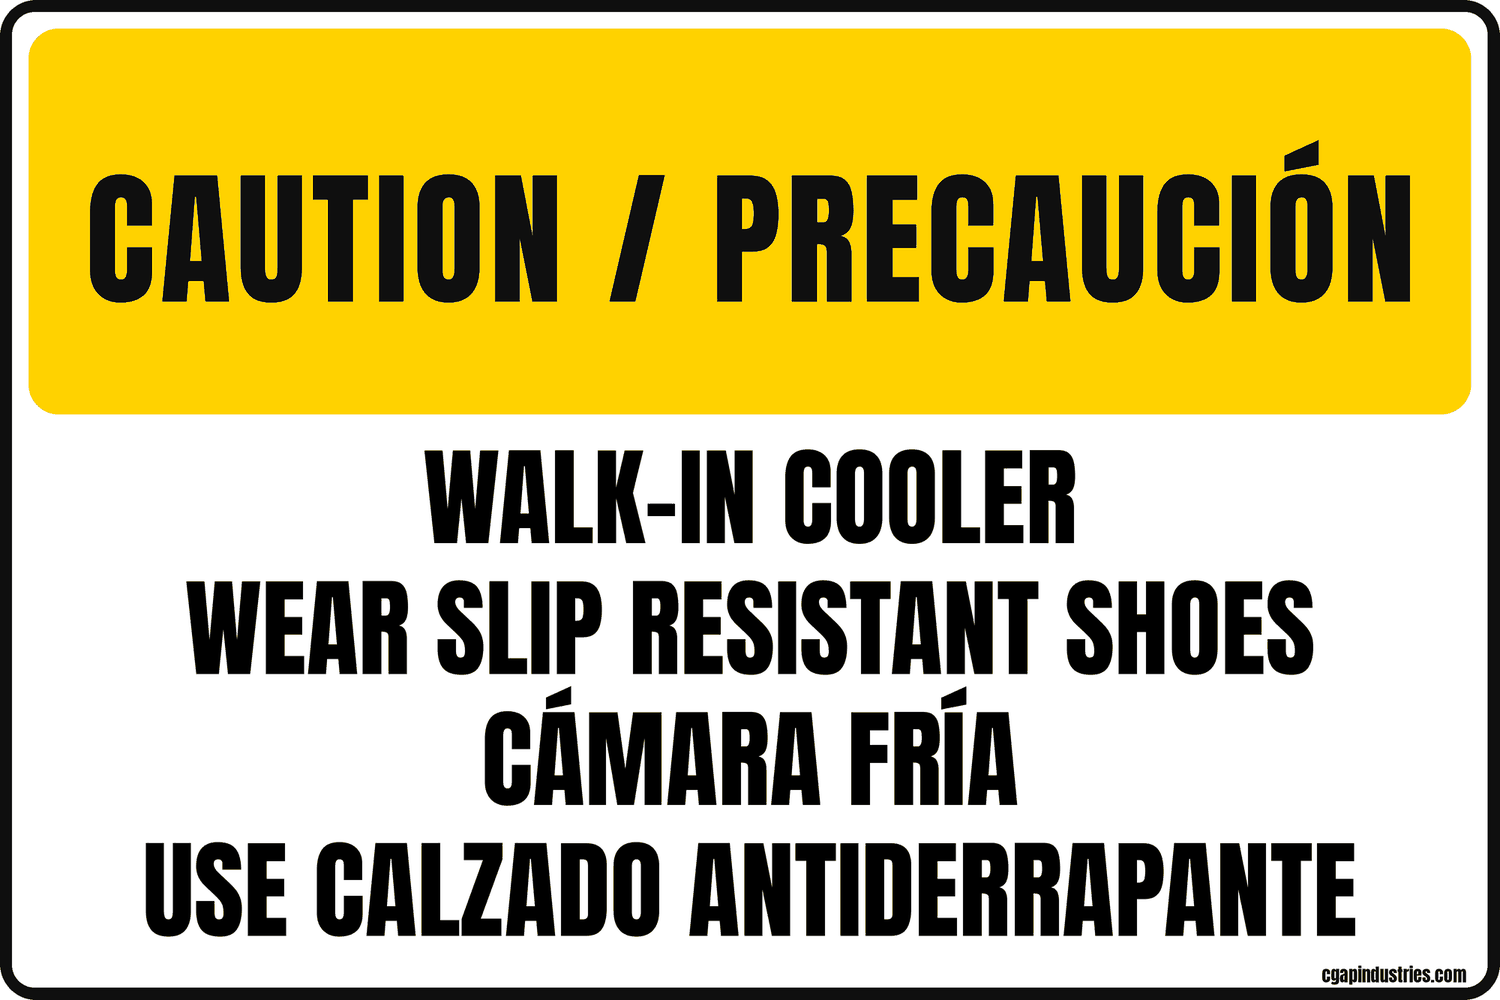 CAUTION / PRECAUCIÓN
WALK-IN COOLER
WEAR SLIP RESISTANT SHOES
CÁMARA FRÍA
USE CALZADO ANTIDERRAPANTE
cgapindustries.com